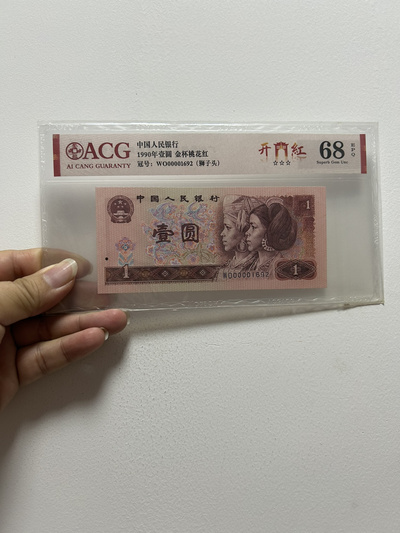 ACG
AI CANG GUARANTY
中国人民银行
1990年壹圆 金杯桃花红
冠号: WO00001692 (狮子头)
开门红
☆☆☆
68
EPQ
Superb Gem Unc
中国人民银行
壹圆
1
1
1
WO00001692